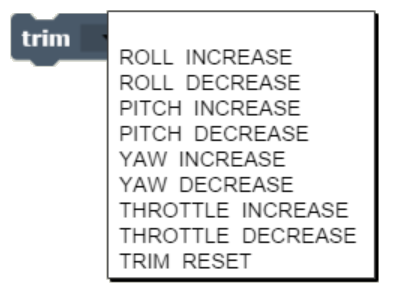 trim
ROLL INCREASE
ROLL DECREASE
PITCH INCREASE
PITCH DECREASE
YAW INCREASE
YAW DECREASE
THROTTLE INCREASE
THROTTLE DECREASE
TRIM RESET